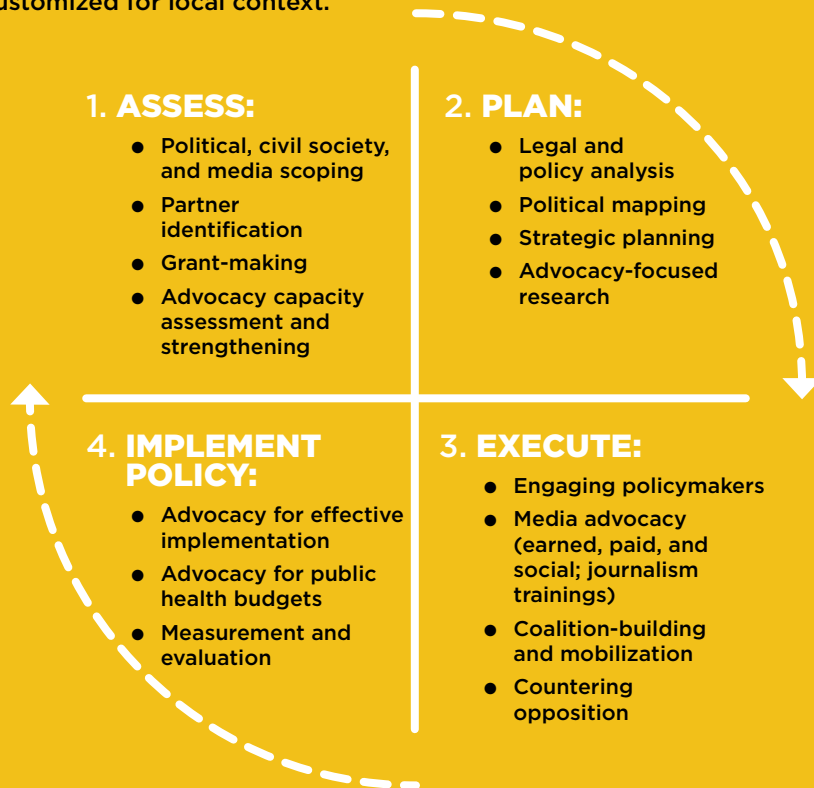 customized for local context.
1. ASSESS:
● Political, civil society,
and media scoping
● Partner
identification
● Grant-making
● Advocacy capacity
assessment and
strengthening
2. PLAN:
● Legal and
policy analysis
● Political mapping
● Strategic planning
● Advocacy-focused
research
3. EXECUTE:
● Engaging policymakers
● Media advocacy
(earned, paid, and
social; journalism
trainings)
● Coalition-building
and mobilization
● Countering
opposition
4. IMPLEMENT
POLICY:
● Advocacy for effective
implementation
● Advocacy for public
health budgets
● Measurement and
evaluation